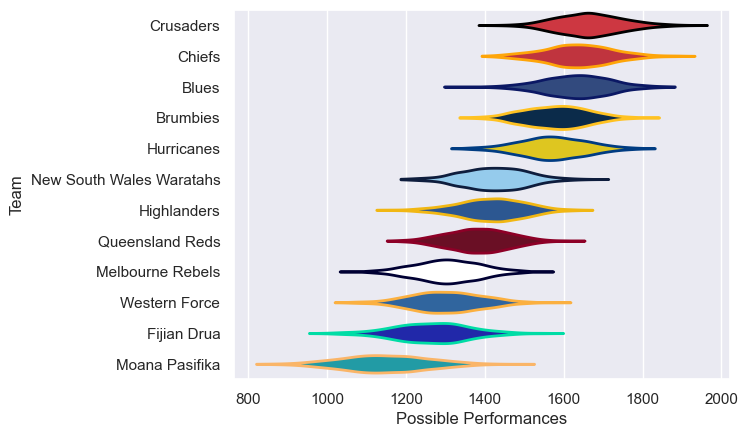 Crusaders
Chiefs
Blues
Brumbies
Hurricanes
New South Wales Waratahs
Highlanders
Queensland Reds
Melbourne Rebels
Western Force
Fijian Drua
Moana Pasifika
Team
800 1000 1200 1400 1600 1800 2000
Possible Performances